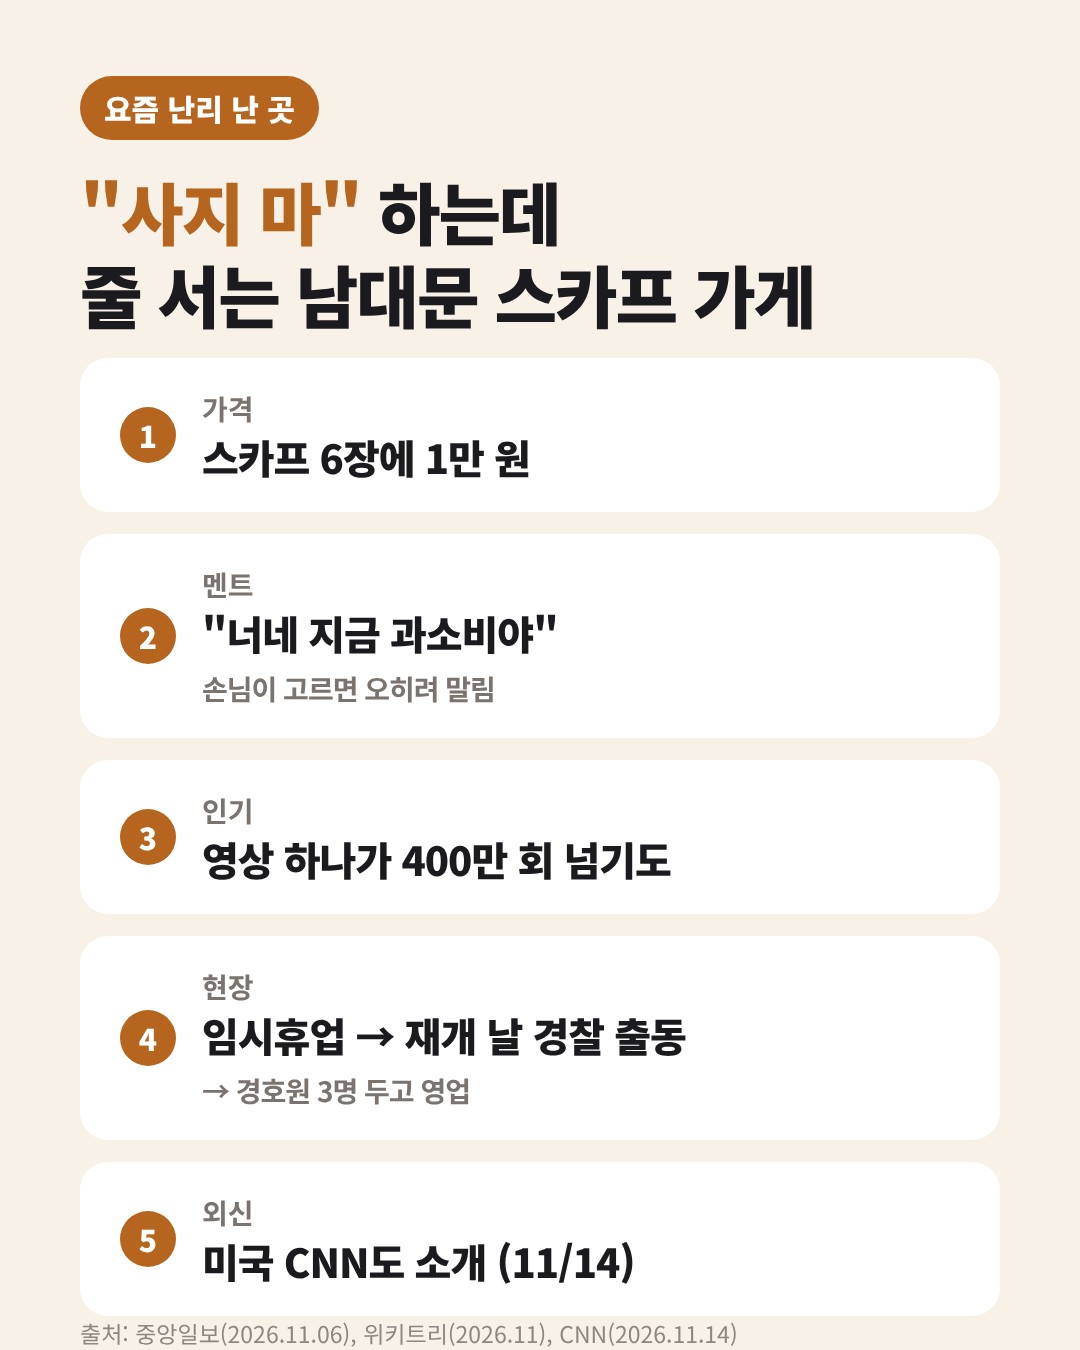 요즘 난리 난 곳
"사지 마" 하는데
줄 서는 남대문 스카프 가게
1
가격
스카프 6장에 1만 원
2
멘트
"너네 지금 과소비야"
손님이 고르면 오히려 말림
3
인기
영상 하나가 400만 회 넘기도
4
현장
임시휴업 → 재개 날 경찰 출동
→ 경호원 3명 두고 영업
5
외신
미국 CNN도 소개 (11/14)
출처: 중앙일보(2026.11.06), 위키트리(2026.11), CNN(2026.11.14)